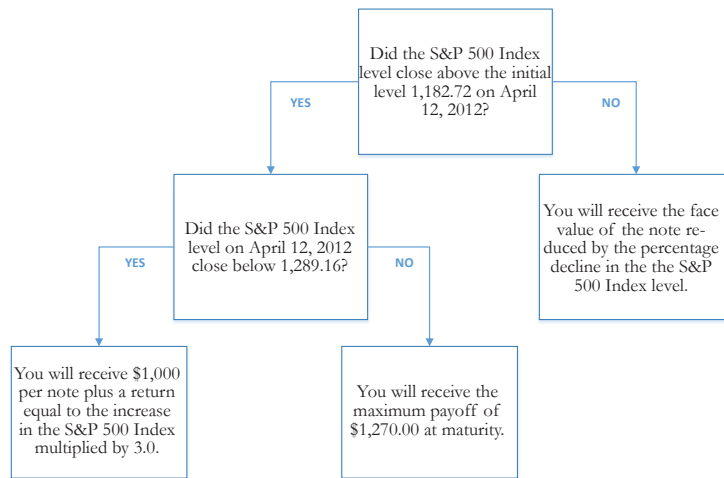 Did the S&P 500 Index
level close above the initial
level 1,182.72 on April
12, 2012?
YES
NO
Did the S&P 500 Index
level on April 12, 2012
close below 1,289.16?
You will receive the face
value of the note re-
duced by the percentage
decline in the the S&P
500 Index level.
YES
NO
You will receive $1,000
per note plus a return
equal to the increase
in the S&P 500 Index
multiplied by 3.0.
You will receive the
maximum payoff of
$1,270.00 at maturity.